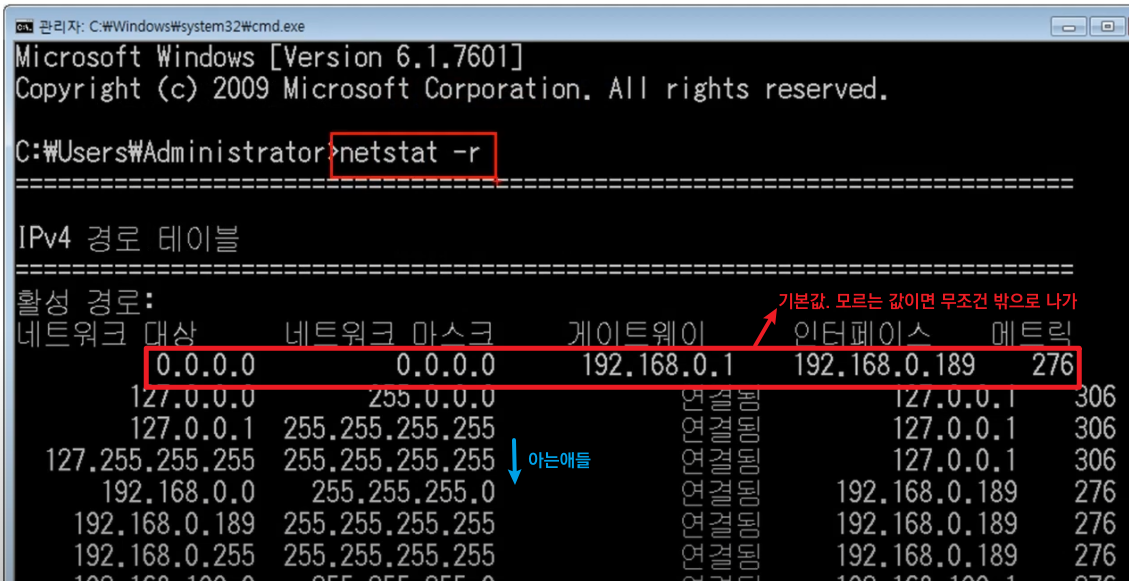 관리자: C:₩Windows₩system32₩cmd.exe
Microsoft Windows [Version 6.1.7601]
Copyright (c) 2009 Microsoft Corporation. All rights reserved.
C:₩Users₩Administrator>netstat -r
===========================================================================
IPv4 경로 테이블
===========================================================================
활성 경로:
기본값. 모르는 값이면 무조건 밖으로 나가
네트워크 대상 네트워크 마스크 게이트웨이 인터페이스 메트릭
0.0.0.0 0.0.0.0 192.168.0.1 192.168.0.189 276
127.0.0.0 255.0.0.0 연결됨 127.0.0.1 306
127.0.0.1 255.255.255.255 연결됨 127.0.0.1 306
127.255.255.255 255.255.255.255 연결됨 127.0.0.1 306
아는애들
192.168.0.0 255.255.255.0 연결됨 192.168.0.189 276
192.168.0.189 255.255.255.255 연결됨 192.168.0.189 276
192.168.0.255 255.255.255.255 연결됨 192.168.0.189 276